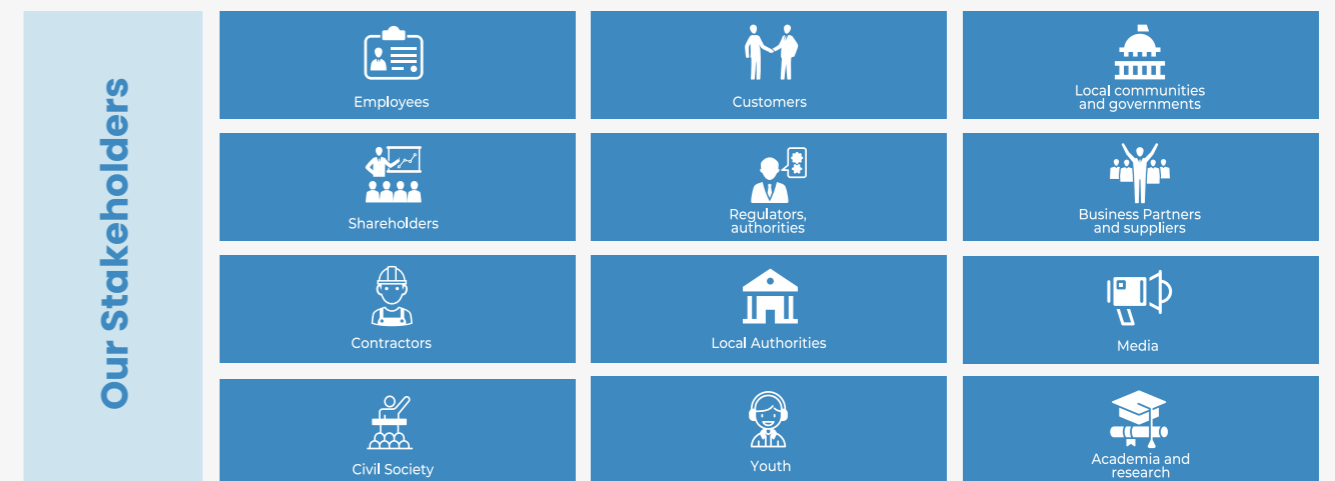 Our Stakeholders
Employees
Customers
Local communities
and governments
Shareholders
Regulators,
authorities
Business Partners
and suppliers
Contractors
Local Authorities
Media
Civil Society
Youth
Academia and
research